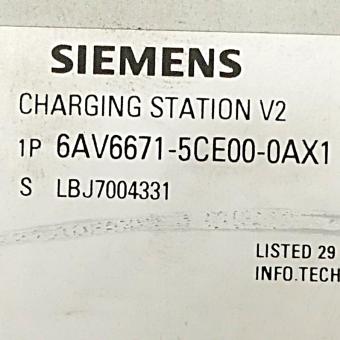 SIEMENS
CHARGING STATION V2
1P 6AV6671-5CE00-0AX1
S LBJ7004331
LISTED 29
INFO.TECH